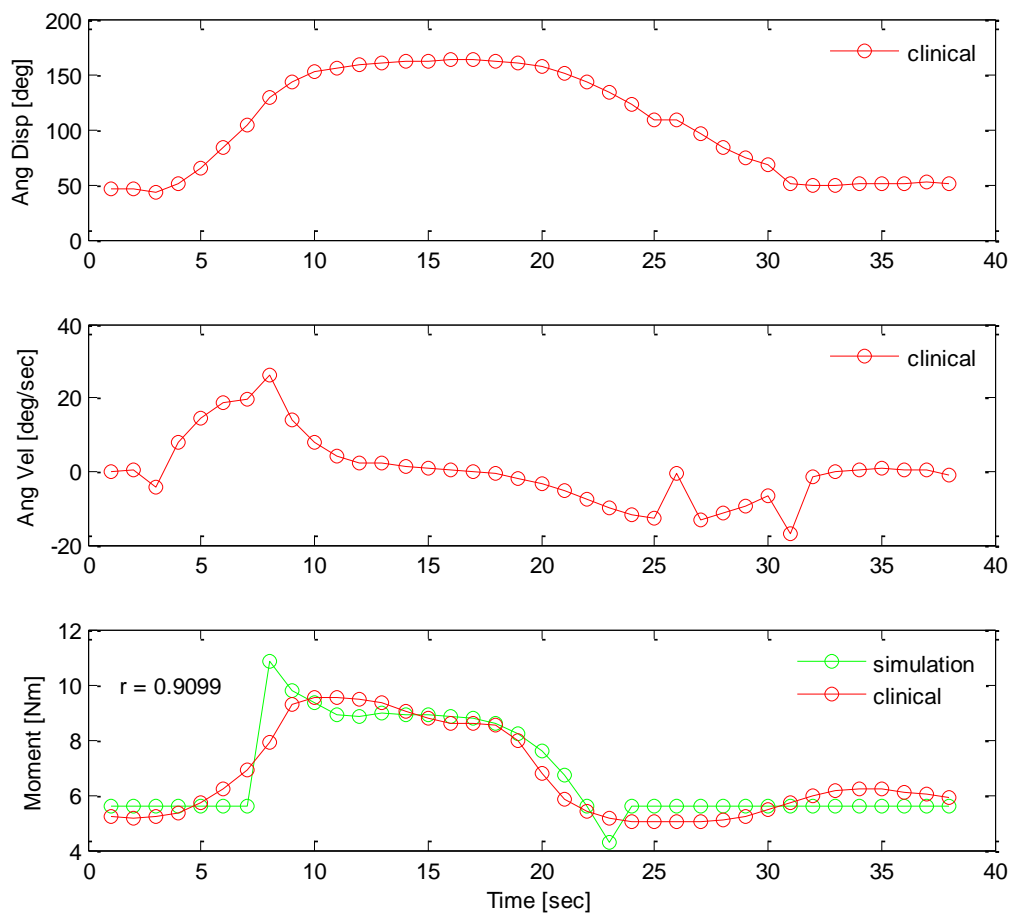 200
150
100
50
0
Ang Disp [deg]
clinical
0 5 10 15 20 25 30 35 40
40
20
0
-20
Ang Vel [deg/sec]
clinical
0 5 10 15 20 25 30 35 40
12
10
8
6
4
Moment [Nm]
r = 0.9099
simulation
clinical
0 5 10 15 20 25 30 35 40
Time [sec]